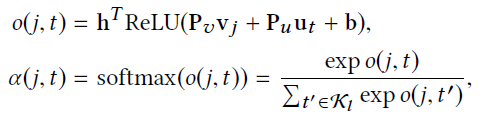 o(j, t) = h^T ReLU(P_v v_j + P_u u_t + b),
α(j, t) = softmax(o(j, t)) = exp o(j, t) / ∑_{t'∈𝒦_l} exp o(j, t'),